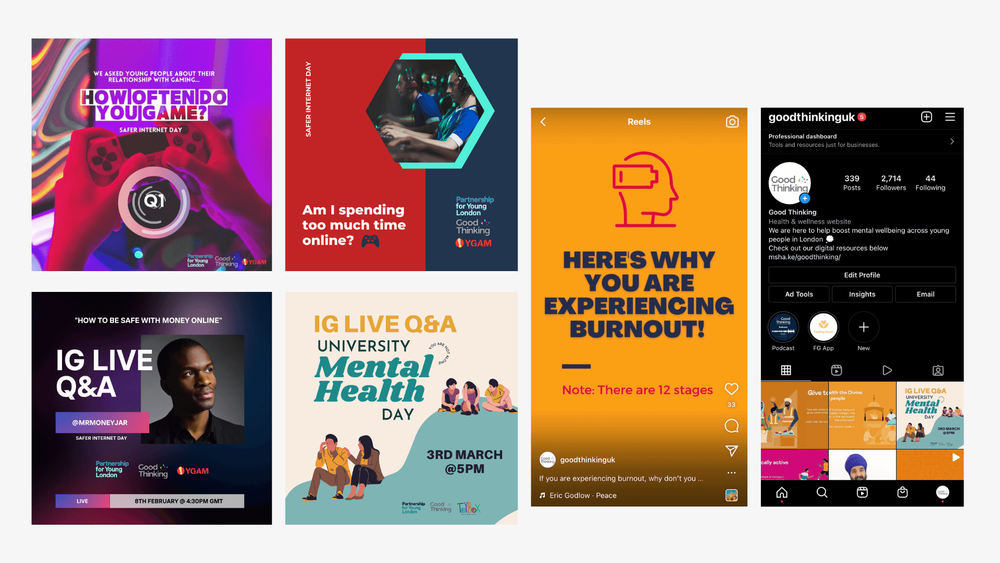 WE ASKED YOUNG PEOPLE ABOUT THEIR
RELATIONSHIP WITH GAMING...
HOW OFTEN DO
YOU GAME?
SAFER INTERNET DAY
Q1
Partnership
for Young
London
Good
Thinking
YGAM
SAFER INTERNET DAY
Am I spending
too much time
online?
Partnership
for Young
London
Good
Thinking
YGAM
"HOW TO BE SAFE WITH MONEY ONLINE"
IG LIVE
Q&A
@MRMONEYJAR
SAFER INTERNET DAY
Partnership
for Young
London
Good
Thinking
YGAM
LIVE
8TH FEBRUARY @ 4:30PM GMT
IG LIVE Q&A
UNIVERSITY
YOU ARE NOT ALONE
Mental
Health
DAY
3RD MARCH
@5PM
Partnership
for Young
London
Good
Thinking
Reels
HERE'S WHY
YOU ARE
EXPERIENCING
BURNOUT!
Note: There are 12 stages
33
goodthinkinguk
If you are experiencing burnout, why don't you ...
Eric Godlow · Peace
goodthinkinguk 5
Professional dashboard
Tools and resources just for businesses.
Good
Thinking
339
Posts
2,714
Followers
44
Following
Good Thinking
Health & wellness website
We are here to help boost mental wellbeing across young
people in London
Check out our digital resources below
msha.ke/goodthinking/
Edit Profile
Ad Tools
Insights
Email
Podcast
FG App
New
Give to with the Divine
people
IG LIVE Q&A
UNIVERSITY
Mental
Health
DAY
3RD MARCH
@5PM
cally active